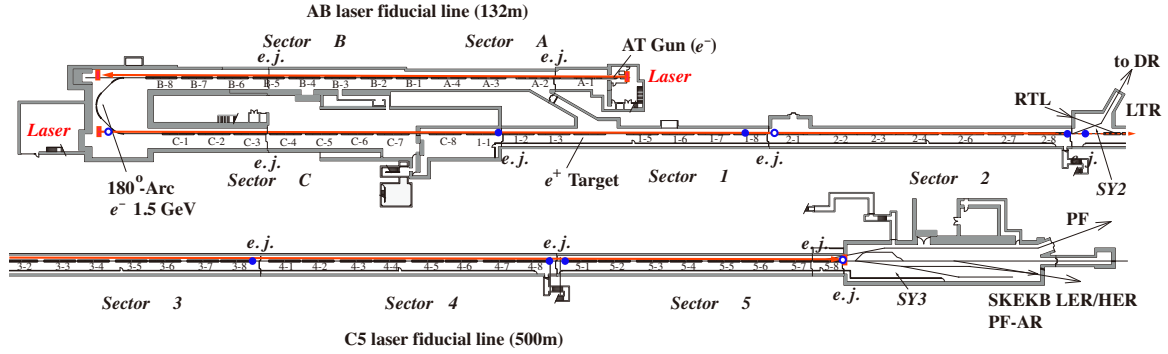 AB laser fiducial line (132m)
Sector B
Sector A
e. j.
e. j.
AT Gun (e⁻)
Laser
B-8 B-7 B-6 B-5 B-4 B-3 B-2 B-1 A-4 A-3 A-2 A-1
to DR
RTL
LTR
Laser
C-1 C-2 C-3 C-4 C-5 C-6 C-7 C-8 1-1 1-2 1-3 1-5 1-6 1-7 1-8 2-1 2-2 2-3 2-4 2-6 2-7 2-8
e. j.
e. j.
e. j.
e. j.
180°-Arc
e⁻ 1.5 GeV
Sector C
e⁺ Target
Sector 1
Sector 2
SY2
PF
e. j.
e. j.
e. j.
3-2 3-3 3-4 3-5 3-6 3-7 3-8 4-1 4-2 4-4 4-5 4-6 4-7 4-8 5-1 5-2 5-3 5-5 5-6 5-7 5-8
e. j.
SY3
Sector 3
Sector 4
Sector 5
SKEKB LER/HER
PF-AR
C5 laser fiducial line (500m)